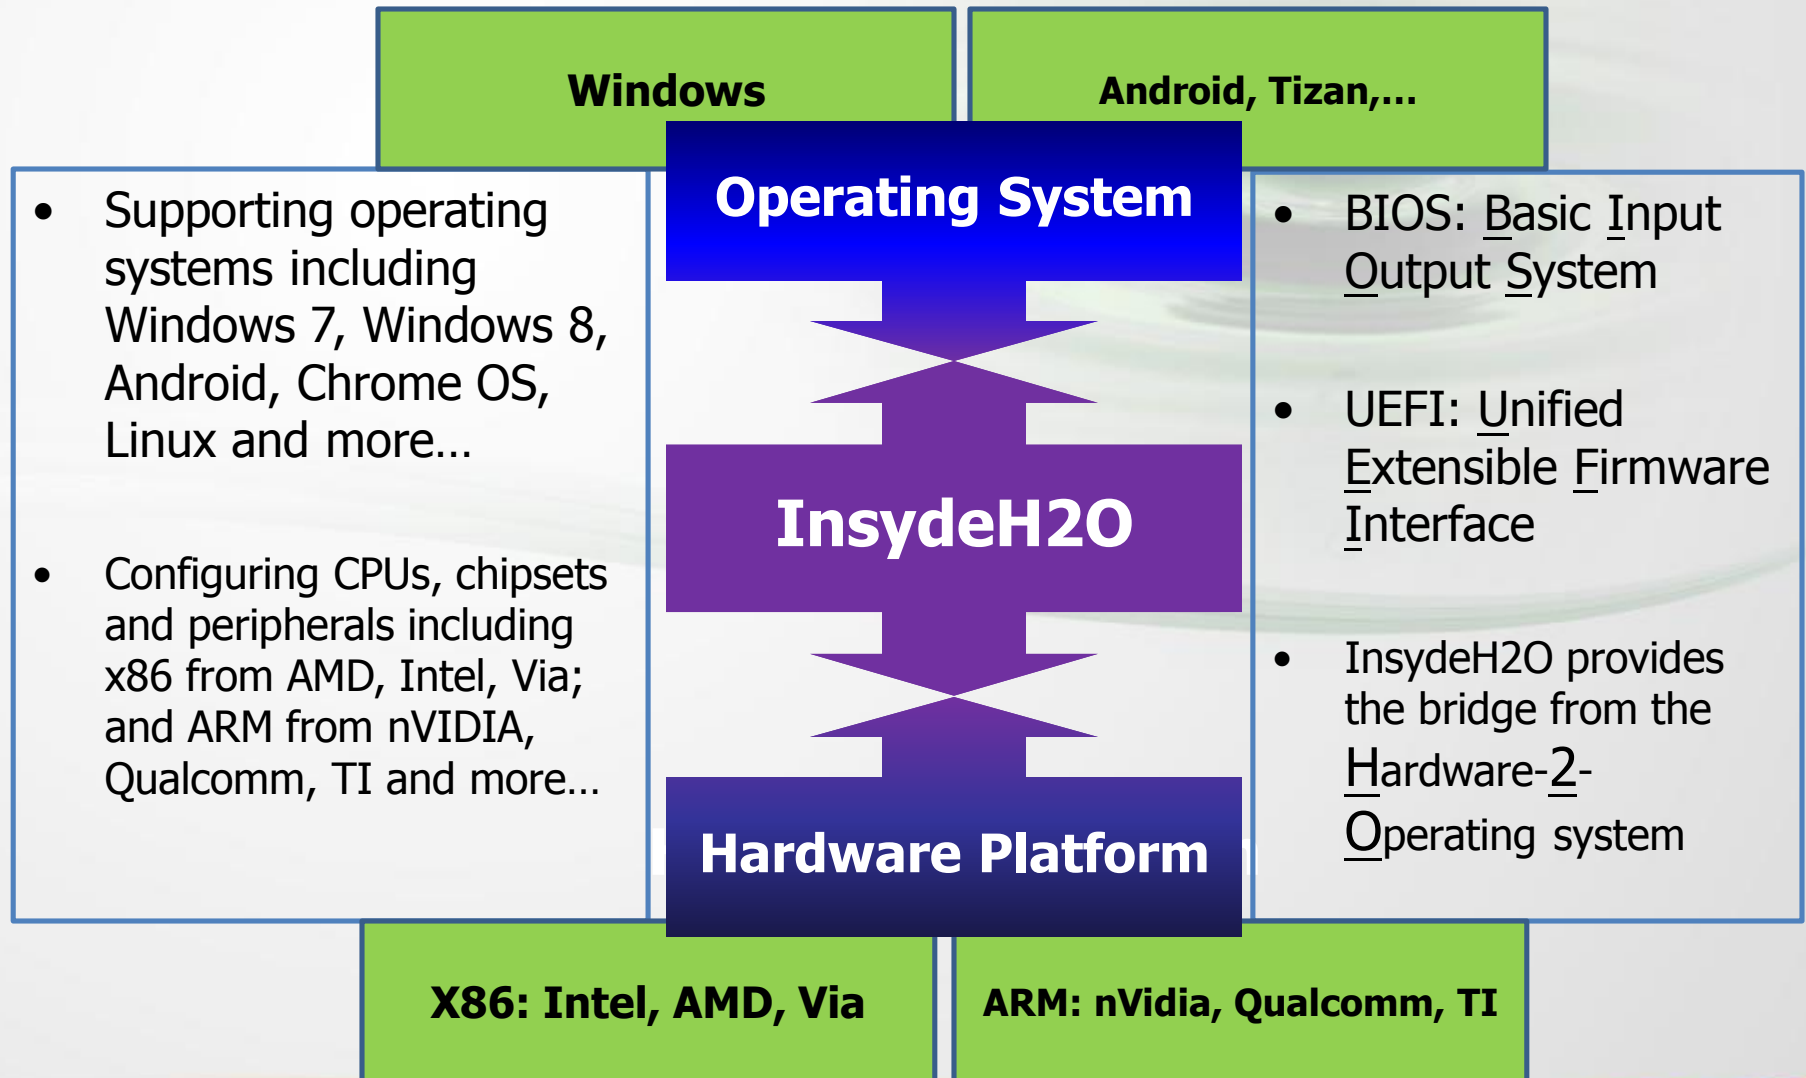 Windows
Android, Tizan,...
Operating System
• Supporting operating
systems including
Windows 7, Windows 8,
Android, Chrome OS,
Linux and more...
• Configuring CPUs, chipsets
and peripherals including
x86 from AMD, Intel, Via;
and ARM from nVIDIA,
Qualcomm, TI and more...
InsydeH2O
Hardware Platform
• BIOS: Basic Input
Output System
• UEFI: Unified
Extensible Firmware
Interface
• InsydeH2O provides
the bridge from the
Hardware-2-
Operating system
X86: Intel, AMD, Via
ARM: nVidia, Qualcomm, TI